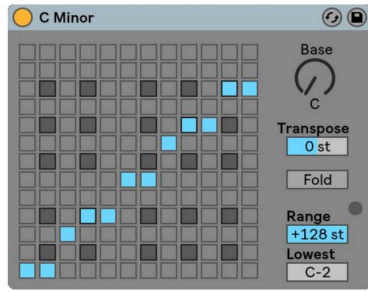 C Minor
Base
C
Transpose
0 st
Fold
Range
+128 st
Lowest
C-2